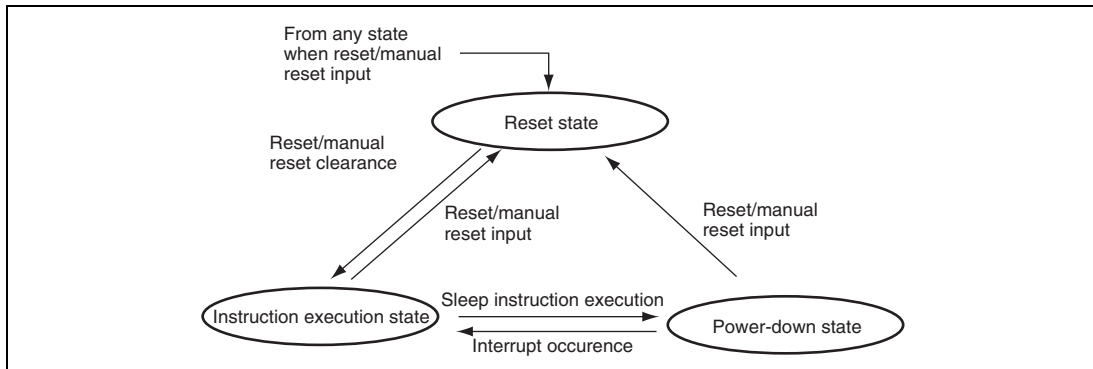 From any state
when reset/manual
reset input
Reset state
Reset/manual
reset clearance
Reset/manual
reset input
Reset/manual
reset input
Instruction execution state
Sleep instruction execution
Interrupt occurence
Power-down state